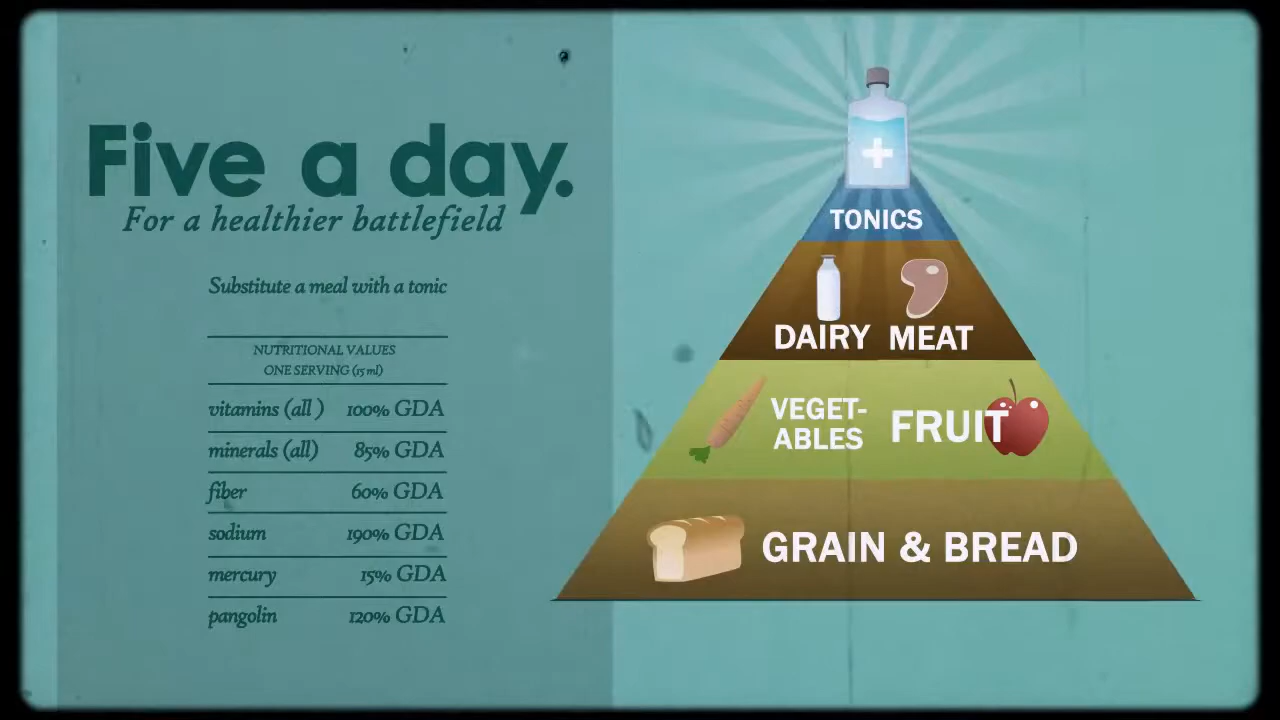 Five a day.
For a healthier battlefield
Substitute a meal with a tonic
NUTRITIONAL VALUES
ONE SERVING (15 ml)
vitamins (all ) 100% GDA
minerals (all) 85% GDA
fiber 60% GDA
sodium 190% GDA
mercury 15% GDA
pangolin 120% GDA
TONICS
DAIRY MEAT
VEGET-
ABLES
FRUIT
GRAIN & BREAD